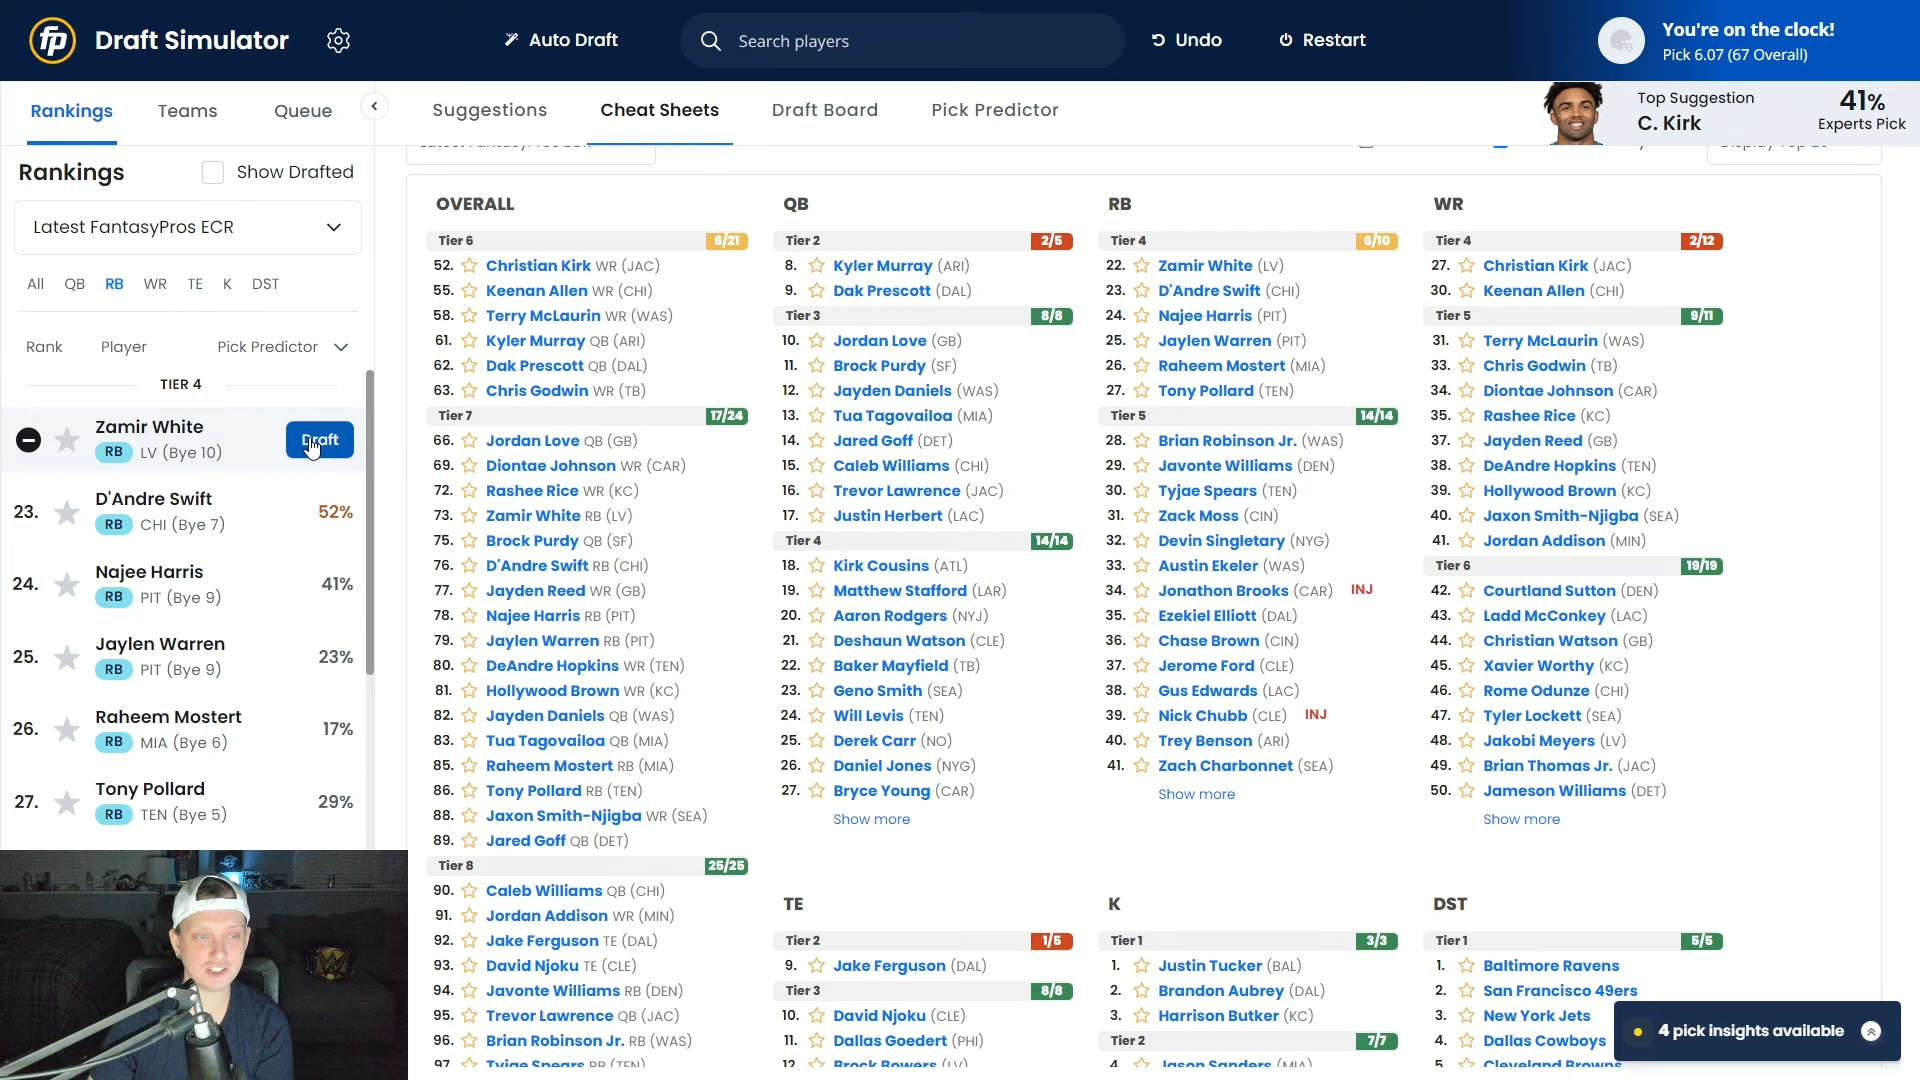 fp Draft Simulator
Auto Draft
Search players
Undo
Restart
You're on the clock!
Pick 6.07 (67 Overall)
Rankings Teams Queue
Suggestions Cheat Sheets Draft Board Pick Predictor
Top Suggestion
C. Kirk
41%
Experts Pick
Rankings
Show Drafted
Latest FantasyPros ECR
All QB RB WR TE K DST
Rank Player Pick Predictor
TIER 4
Zamir White
RB LV (Bye 10)
Draft
23. D'Andre Swift
RB CHI (Bye 7)
52%
24. Najee Harris
RB PIT (Bye 9)
41%
25. Jaylen Warren
RB PIT (Bye 9)
23%
26. Raheem Mostert
RB MIA (Bye 6)
17%
27. Tony Pollard
RB TEN (Bye 5)
29%
OVERALL
Tier 6 6/21
52. Christian Kirk WR (JAC)
55. Keenan Allen WR (CHI)
58. Terry McLaurin WR (WAS)
61. Kyler Murray QB (ARI)
62. Dak Prescott QB (DAL)
63. Chris Godwin WR (TB)
Tier 7 17/24
66. Jordan Love QB (GB)
69. Diontae Johnson WR (CAR)
72. Rashee Rice WR (KC)
73. Zamir White RB (LV)
75. Brock Purdy QB (SF)
76. D'Andre Swift RB (CHI)
77. Jayden Reed WR (GB)
78. Najee Harris RB (PIT)
79. Jaylen Warren RB (PIT)
80. DeAndre Hopkins WR (TEN)
81. Hollywood Brown WR (KC)
82. Jayden Daniels QB (WAS)
83. Tua Tagovailoa QB (MIA)
85. Raheem Mostert RB (MIA)
86. Tony Pollard RB (TEN)
88. Jaxon Smith-Njigba WR (SEA)
89. Jared Goff QB (DET)
Tier 8 25/25
90. Caleb Williams QB (CHI)
91. Jordan Addison WR (MIN)
92. Jake Ferguson TE (DAL)
93. David Njoku TE (CLE)
94. Javonte Williams RB (DEN)
95. Trevor Lawrence QB (JAC)
96. Brian Robinson Jr. RB (WAS)
97. Tyjae Spears RB (TEN)
QB
Tier 2 2/5
8. Kyler Murray (ARI)
9. Dak Prescott (DAL)
Tier 3 8/8
10. Jordan Love (GB)
11. Brock Purdy (SF)
12. Jayden Daniels (WAS)
13. Tua Tagovailoa (MIA)
14. Jared Goff (DET)
15. Caleb Williams (CHI)
16. Trevor Lawrence (JAC)
17. Justin Herbert (LAC)
Tier 4 14/14
18. Kirk Cousins (ATL)
19. Matthew Stafford (LAR)
20. Aaron Rodgers (NYJ)
21. Deshaun Watson (CLE)
22. Baker Mayfield (TB)
23. Geno Smith (SEA)
24. Will Levis (TEN)
25. Derek Carr (NO)
26. Daniel Jones (NYG)
27. Bryce Young (CAR)
Show more
RB
Tier 4 6/10
22. Zamir White (LV)
23. D'Andre Swift (CHI)
24. Najee Harris (PIT)
25. Jaylen Warren (PIT)
26. Raheem Mostert (MIA)
27. Tony Pollard (TEN)
Tier 5 14/14
28. Brian Robinson Jr. (WAS)
29. Javonte Williams (DEN)
30. Tyjae Spears (TEN)
31. Zack Moss (CIN)
32. Devin Singletary (NYG)
33. Austin Ekeler (WAS)
34. Jonathon Brooks (CAR) INJ
35. Ezekiel Elliott (DAL)
36. Chase Brown (CIN)
37. Jerome Ford (CLE)
38. Gus Edwards (LAC)
39. Nick Chubb (CLE) INJ
40. Trey Benson (ARI)
41. Zach Charbonnet (SEA)
Show more
WR
Tier 4 2/12
27. Christian Kirk (JAC)
30. Keenan Allen (CHI)
Tier 5 9/11
31. Terry McLaurin (WAS)
33. Chris Godwin (TB)
34. Diontae Johnson (CAR)
35. Rashee Rice (KC)
37. Jayden Reed (GB)
38. DeAndre Hopkins (TEN)
39. Hollywood Brown (KC)
40. Jaxon Smith-Njigba (SEA)
41. Jordan Addison (MIN)
Tier 6 19/19
42. Courtland Sutton (DEN)
43. Ladd McConkey (LAC)
44. Christian Watson (GB)
45. Xavier Worthy (KC)
46. Rome Odunze (CHI)
47. Tyler Lockett (SEA)
48. Jakobi Meyers (LV)
49. Brian Thomas Jr. (JAC)
50. Jameson Williams (DET)
Show more
TE
Tier 2 1/5
9. Jake Ferguson (DAL)
Tier 3 8/8
10. David Njoku (CLE)
11. Dallas Goedert (PHI)
12. Brock Bowers (LV)
K
Tier 1 3/3
1. Justin Tucker (BAL)
2. Brandon Aubrey (DAL)
3. Harrison Butker (KC)
Tier 2 7/7
4. Jason Sanders (MIA)
DST
Tier 1 5/5
1. Baltimore Ravens
2. San Francisco 49ers
3. New York Jets
4. Dallas Cowboys
5. Cleveland Browns
4 pick insights available